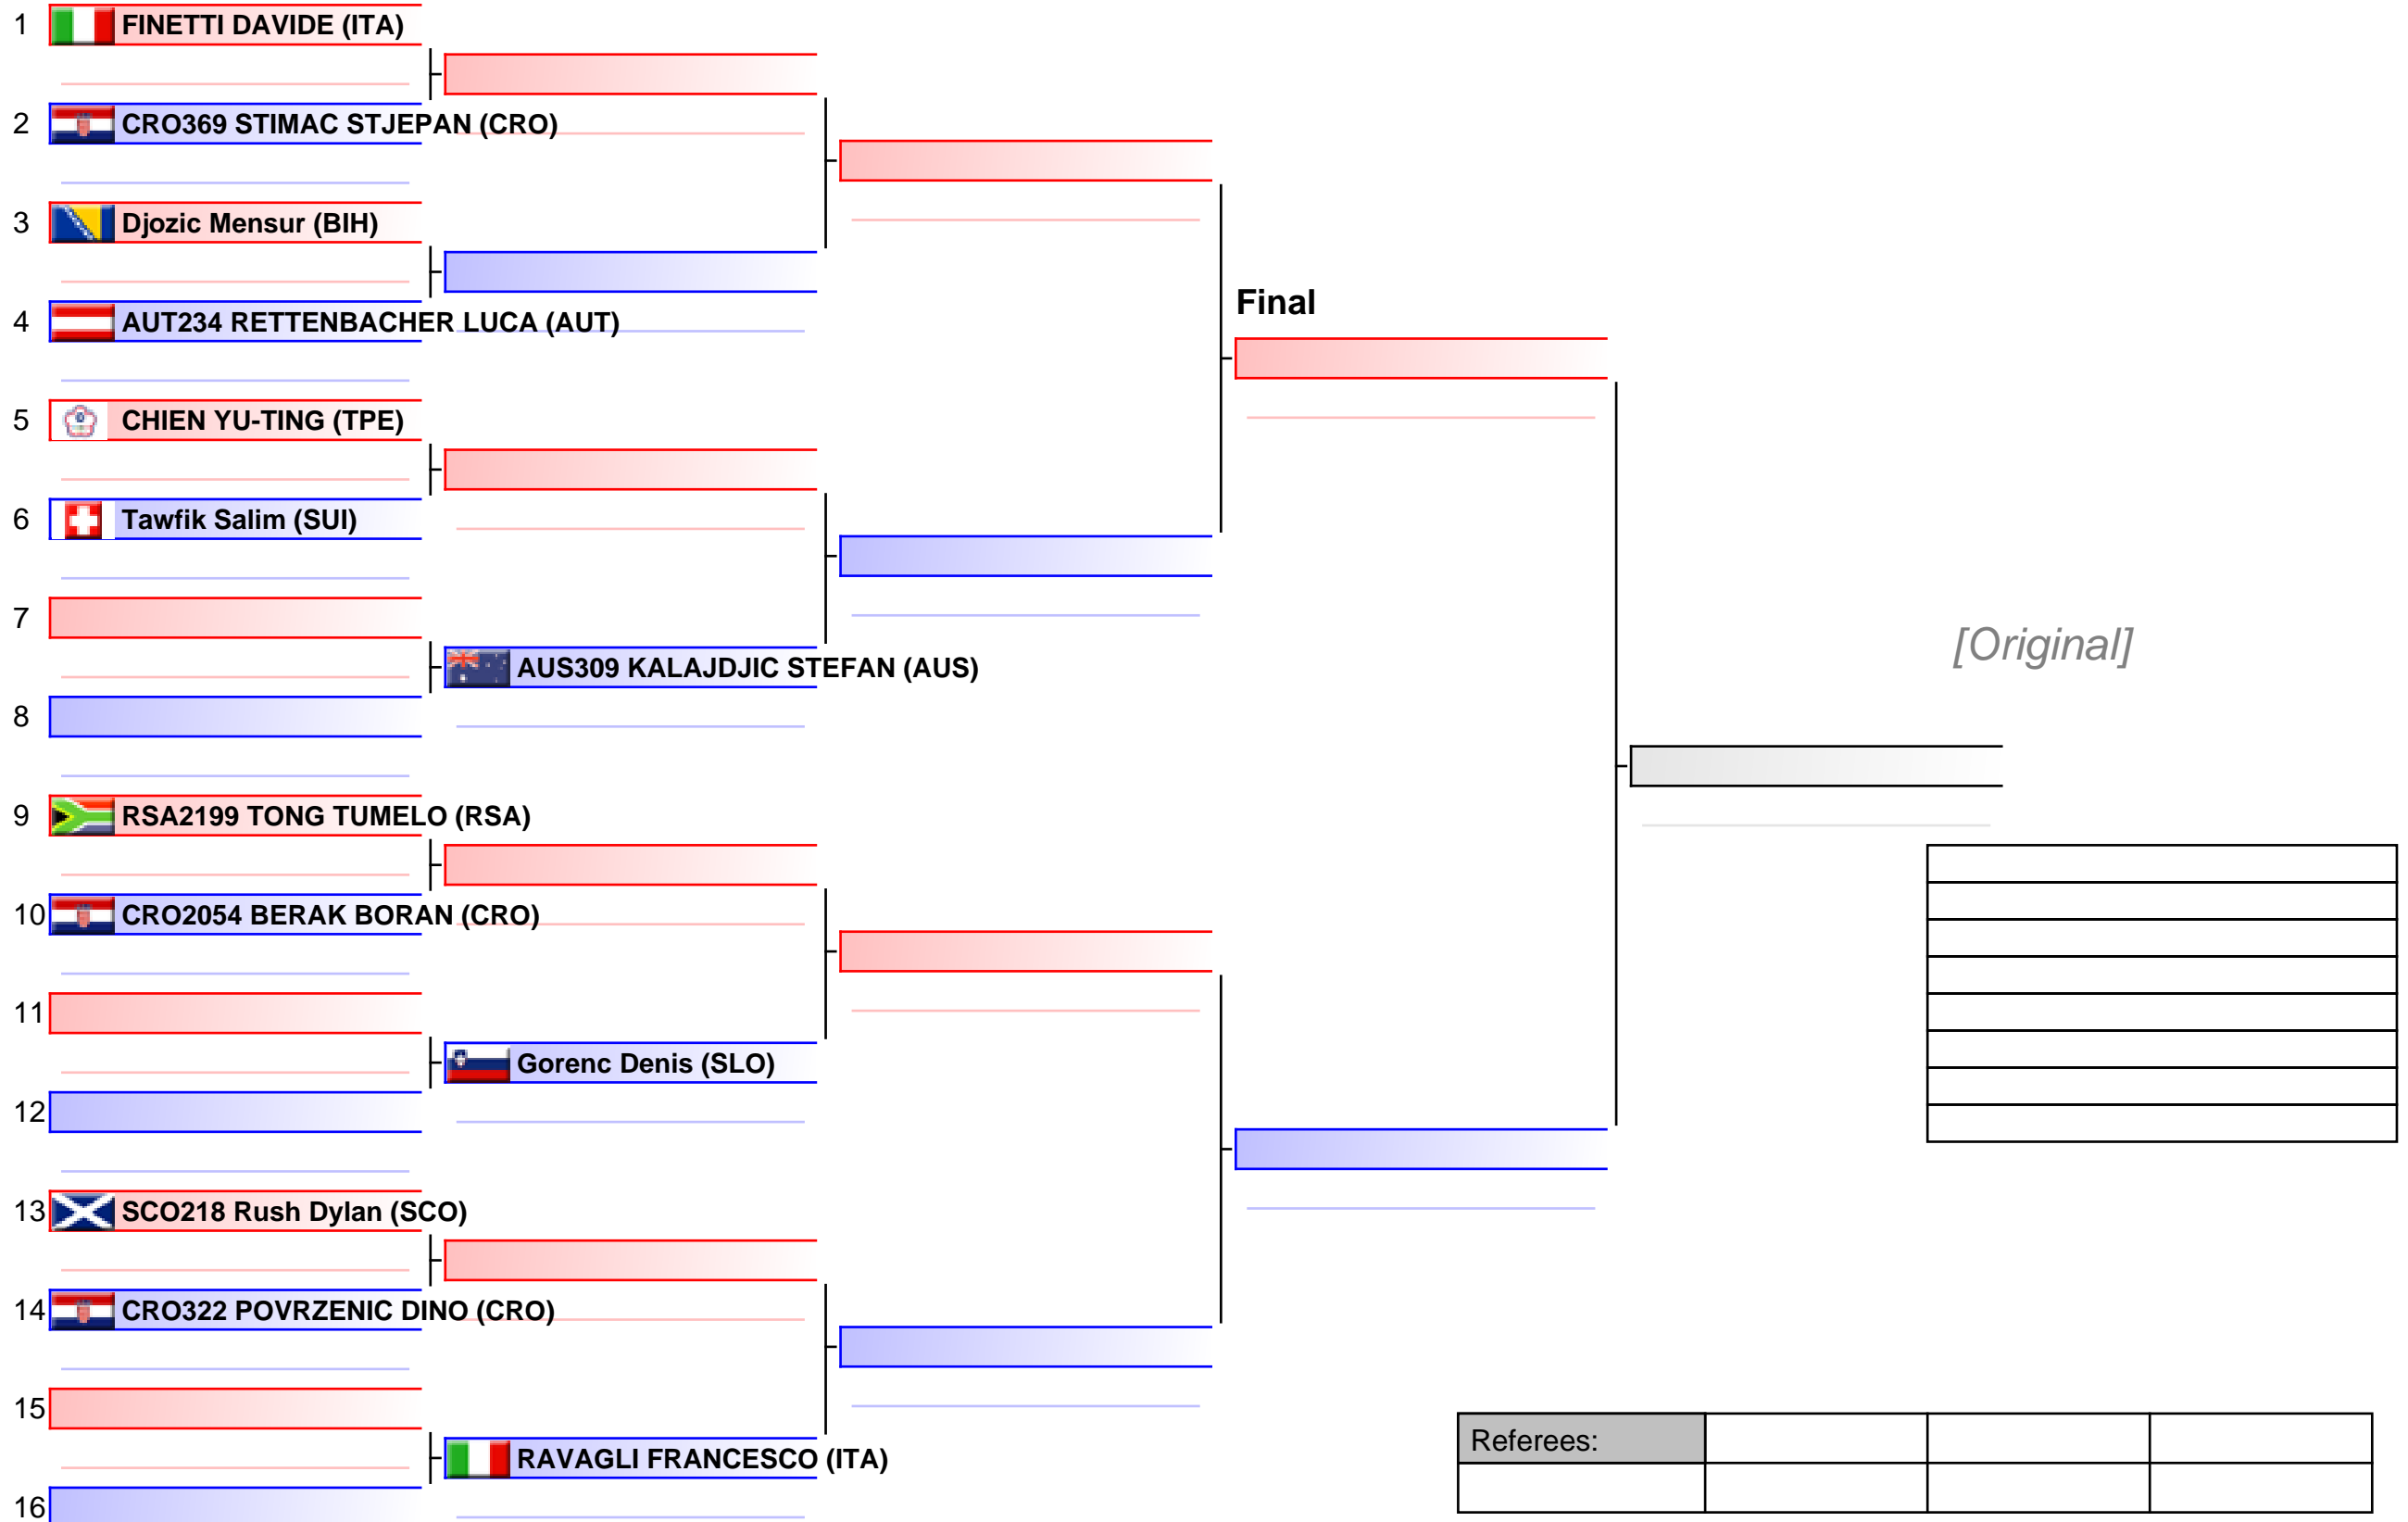 1 FINETTI DAVIDE (ITA)
2 CRO369 STIMAC STJEPAN (CRO)
3 Djozic Mensur (BIH)
Final
4 AUT234 RETTENBACHER LUCA (AUT)
5 CHIEN YU-TING (TPE)
6 Tawfik Salim (SUI)
7
[Original]
AUS309 KALAJDJIC STEFAN (AUS)
8
9 RSA2199 TONG TUMELO (RSA)
10 CRO2054 BERAK BORAN (CRO)
11
Gorenc Denis (SLO)
12
13 SCO218 Rush Dylan (SCO)
14 CRO322 POVRZENIC DINO (CRO)
15
Referees:
RAVAGLI FRANCESCO (ITA)
16